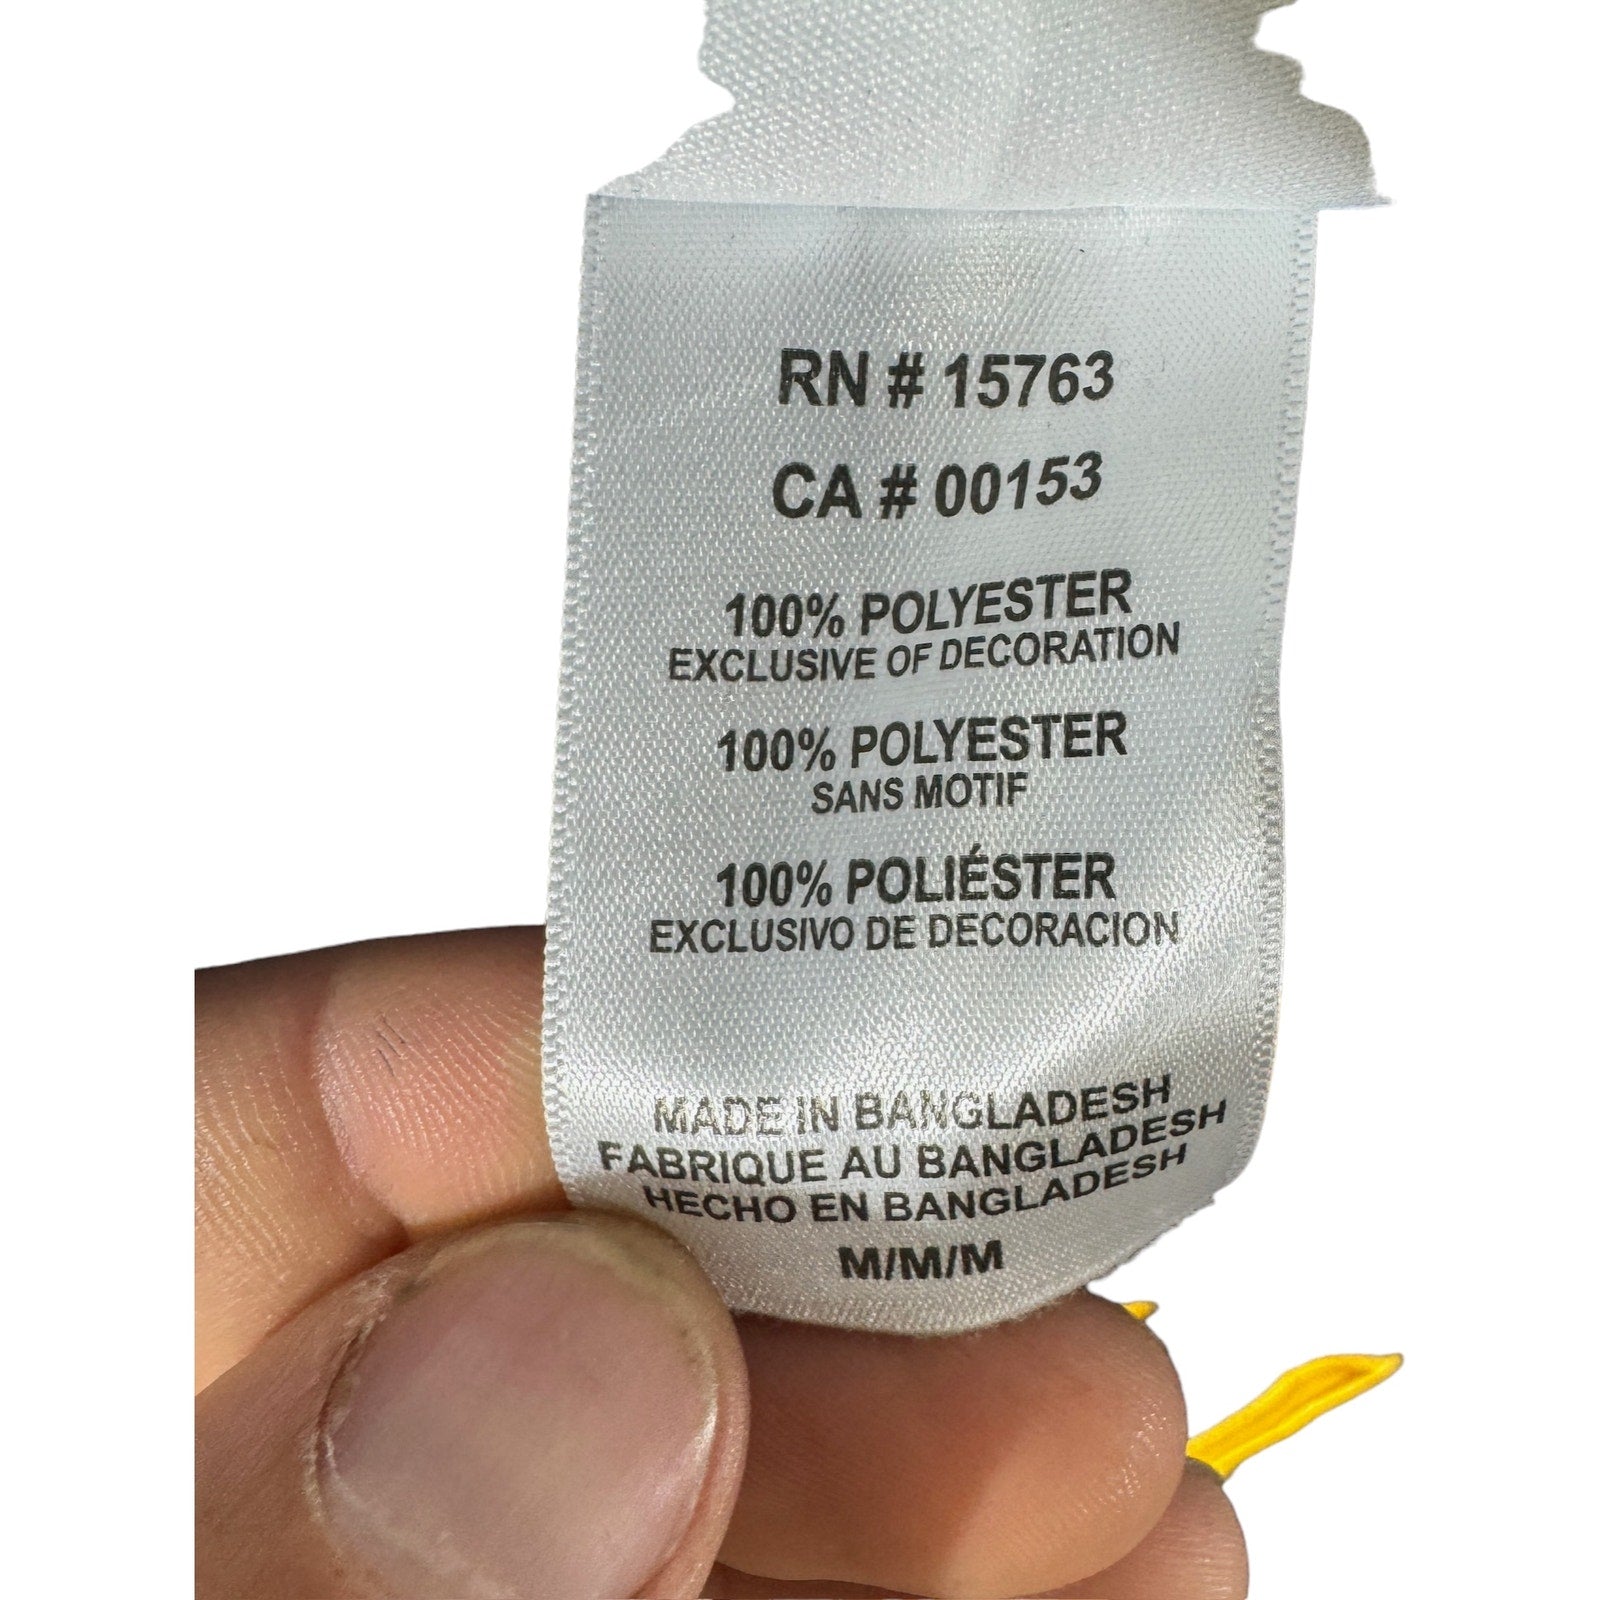 RN # 15763
CA # 00153
100% POLYESTER
EXCLUSIVE OF DECORATION
100% POLYESTER
SANS MOTIF
100% POLIÉSTER
EXCLUSIVO DE DECORACION
MADE IN BANGLADESH
FABRIQUE AU BANGLADESH
HECHO EN BANGLADESH
M/M/M